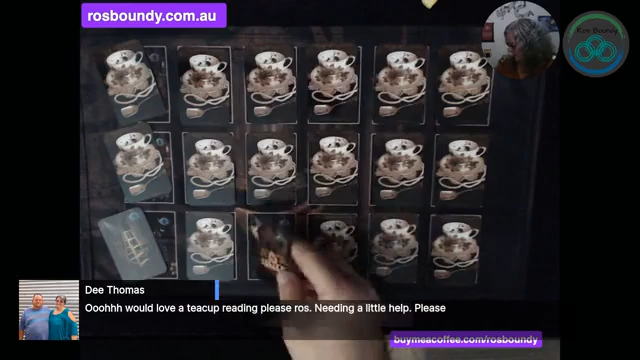 rosboundy.com.au
Ros Boundy
Dee Thomas
Ooohhh would love a teacup reading please ros. Needing a little help. Please
buymeacoffee.com/rosboundy